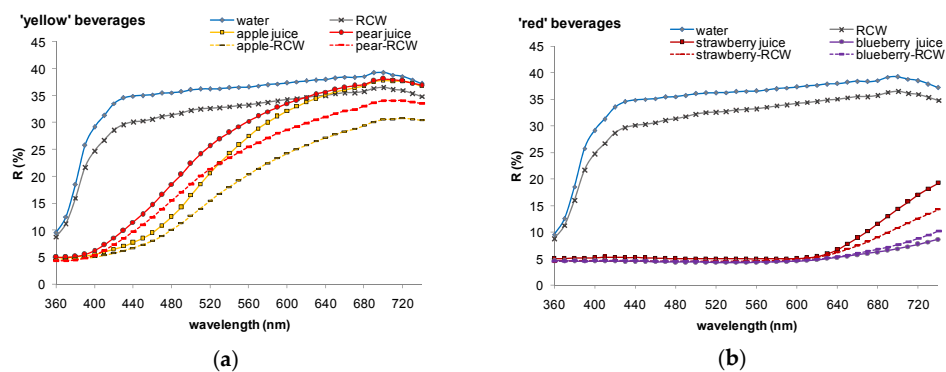 'yellow' beverages
water
RCW
apple juice
pear juice
apple-RCW
pear-RCW
45
40
35
30
25
20
15
10
5
0
R (%)
360 400 440 480 520 560 600 640 680 720
wavelength (nm)
(a)
'red' beverages
water
RCW
strawberry juice
blueberry juice
strawberry-RCW
blueberry-RCW
45
40
35
30
25
20
15
10
5
0
R (%)
360 400 440 480 520 560 600 640 680 720
wavelength (nm)
(b)